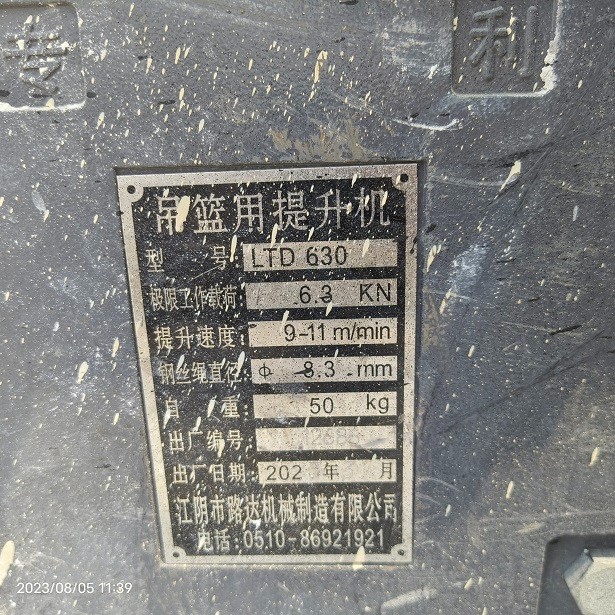 专 利
吊篮用提升机
型 号 LTD 630
极限工作载荷: 6.3 KN
提升速度: 9-11 m/min
钢丝绳直径: Φ 8.3 mm
自 重: 50 kg
出厂编号:
出厂日期: 202 年 月
江阴市路达机械制造有限公司
电话:0510-86921921
2023/08/05 11:39